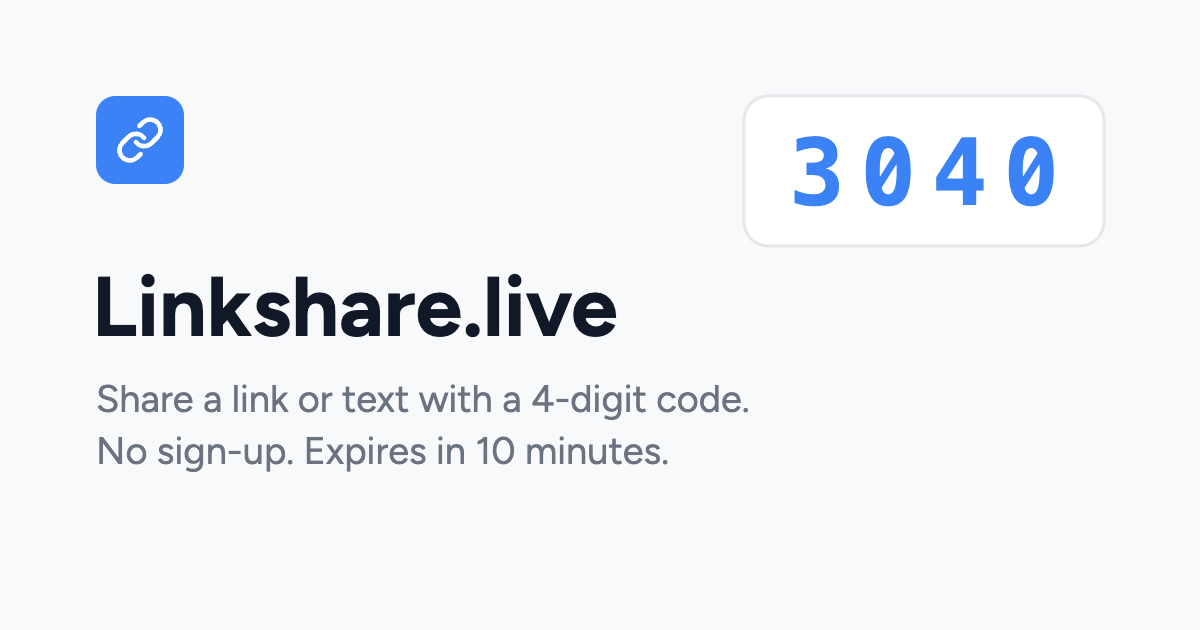 3040
Linkshare.live
Share a link or text with a 4-digit code.
No sign-up. Expires in 10 minutes.